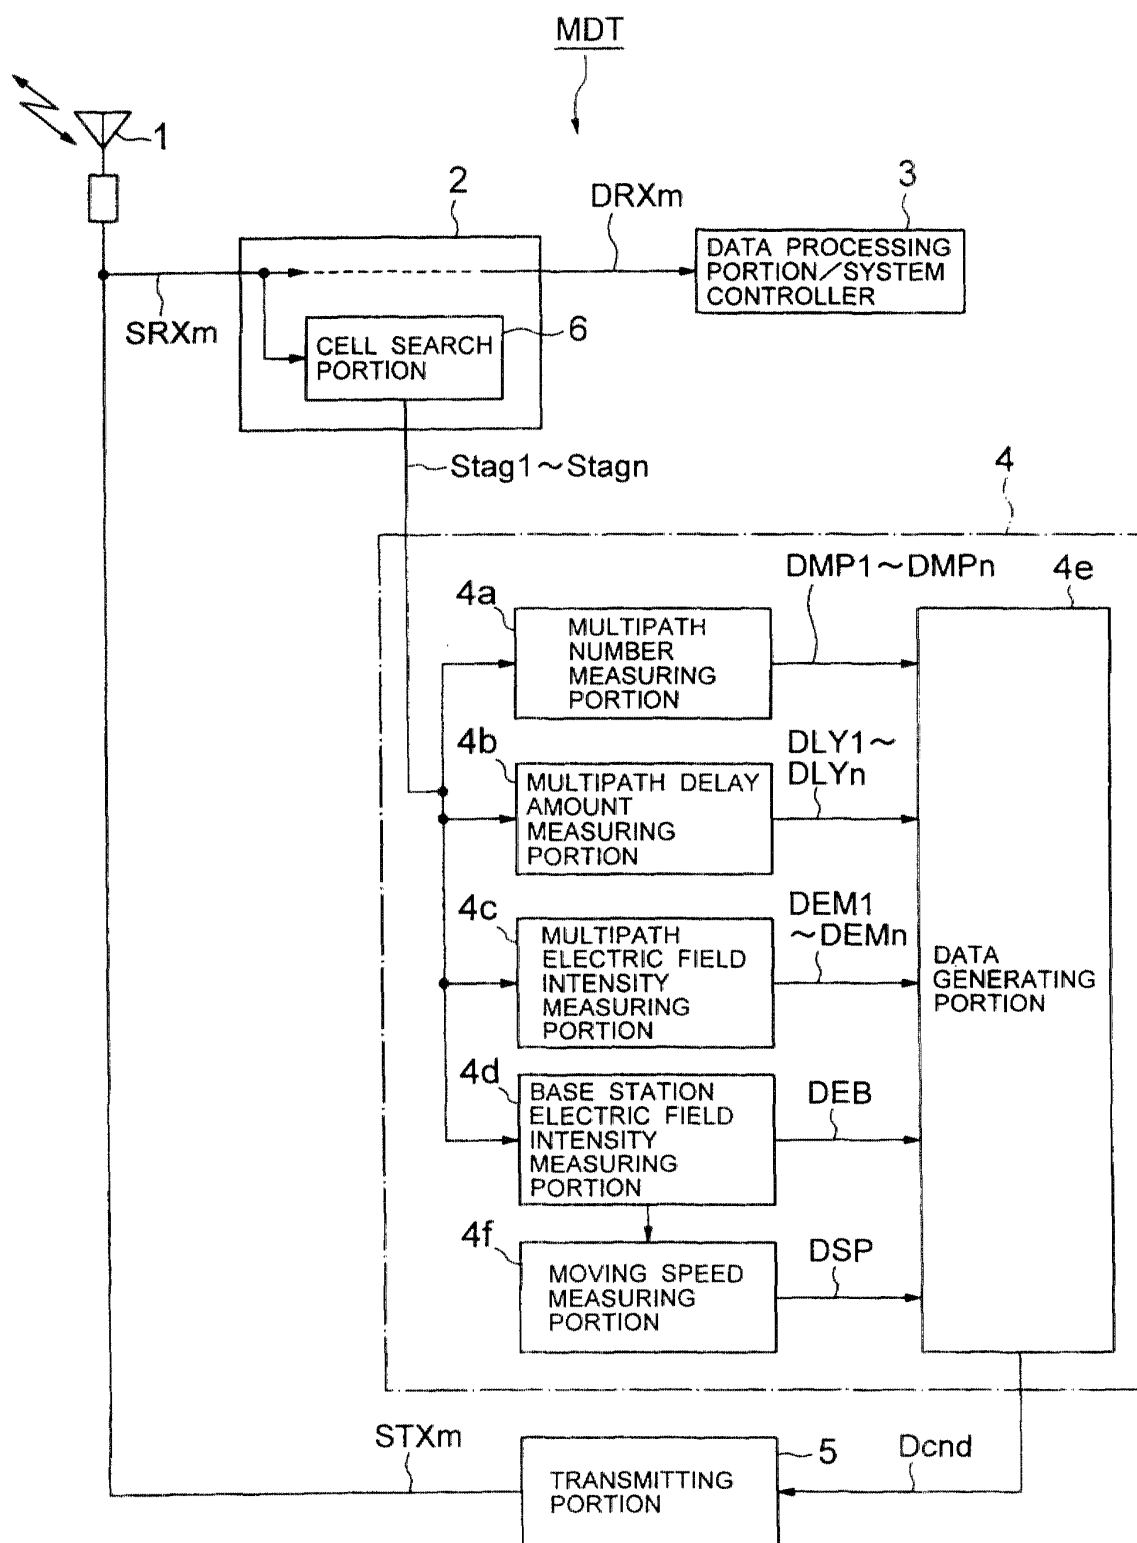 MDT
1
2
DRXm
3
DATA PROCESSING
PORTION/SYSTEM
CONTROLLER
SRXm
6
CELL SEARCH
PORTION
Stag1~Stagn
4
DMP1~DMPn
4e
4a
MULTIPATH
NUMBER
MEASURING
PORTION
4b
DLY1~
DLYn
MULTIPATH DELAY
AMOUNT
MEASURING
PORTION
4c
DEM1
~DEMn
MULTIPATH
ELECTRIC FIELD
INTENSITY
MEASURING
PORTION
DATA
GENERATING
PORTION
4d
DEB
BASE STATION
ELECTRIC FIELD
INTENSITY
MEASURING
PORTION
4f
DSP
MOVING SPEED
MEASURING
PORTION
STXm
5
Dcnd
TRANSMITTING
PORTION